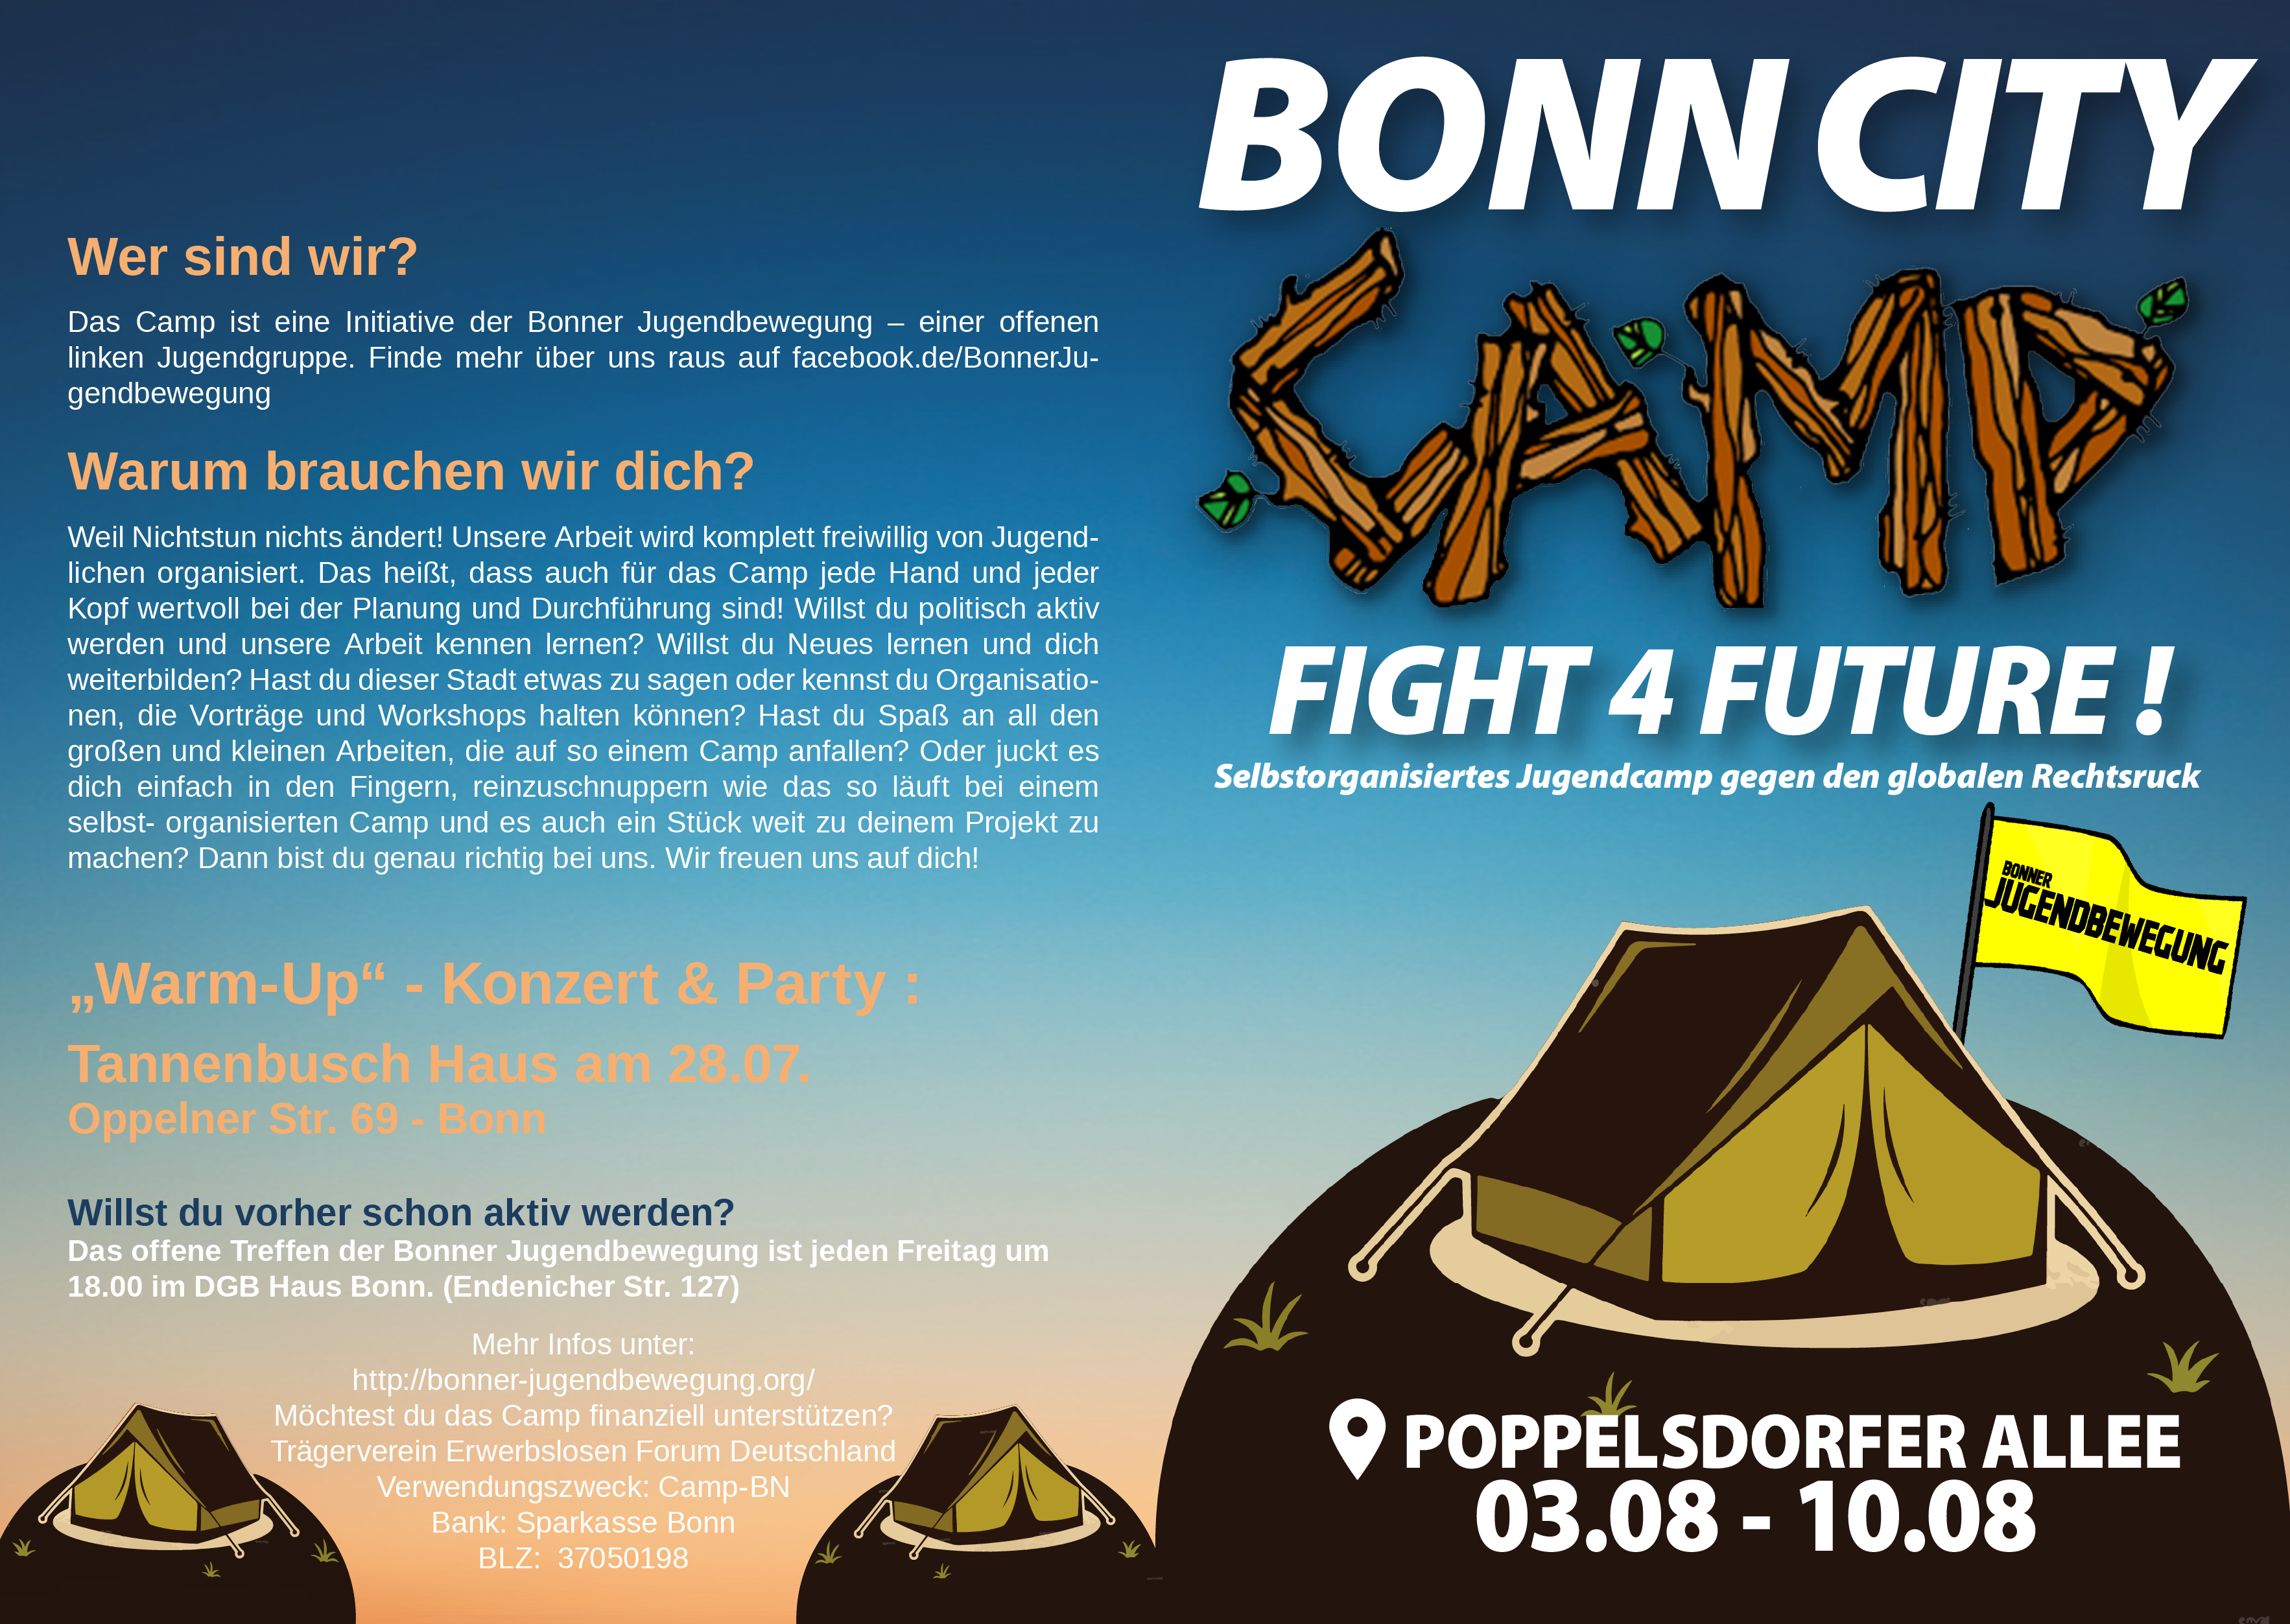 Wer sind wir?
Das Camp ist eine Initiative der Bonner Jugendbewegung – einer offenen
linken Jugendgruppe. Finde mehr über uns raus auf facebook.de/BonnerJu-
gendbewegung
Warum brauchen wir dich?
Weil Nichtstun nichts ändert! Unsere Arbeit wird komplett freiwillig von Jugend-
lichen organisiert. Das heißt, dass auch für das Camp jede Hand und jeder
Kopf wertvoll bei der Planung und Durchführung sind! Willst du politisch aktiv
werden und unsere Arbeit kennen lernen? Willst du Neues lernen und dich
weiterbilden? Hast du dieser Stadt etwas zu sagen oder kennst du Organisatio-
nen, die Vorträge und Workshops halten können? Hast du Spaß an all den
großen und kleinen Arbeiten, die auf so einem Camp anfallen? Oder juckt es
dich einfach in den Fingern, reinzuschnuppern wie das so läuft bei einem
selbst- organisierten Camp und es auch ein Stück weit zu deinem Projekt zu
machen? Dann bist du genau richtig bei uns. Wir freuen uns auf dich!
„Warm-Up“ - Konzert & Party :
Tannenbusch Haus am 28.07.
Oppelner Str. 69 - Bonn
Willst du vorher schon aktiv werden?
Das offene Treffen der Bonner Jugendbewegung ist jeden Freitag um
18.00 im DGB Haus Bonn. (Endenicher Str. 127)
Mehr Infos unter:
http://bonner-jugendbewegung.org/
Möchtest du das Camp finanziell unterstützen?
Trägerverein Erwerbslosen Forum Deutschland
Verwendungszweck: Camp-BN
Bank: Sparkasse Bonn
BLZ: 37050198
BONN CITY
CAMP
FIGHT 4 FUTURE !
Selbstorganisiertes Jugendcamp gegen den globalen Rechtsruck
BONNER
JUGENDBEWEGUNG
POPPELSDORFER ALLEE
03.08 - 10.08